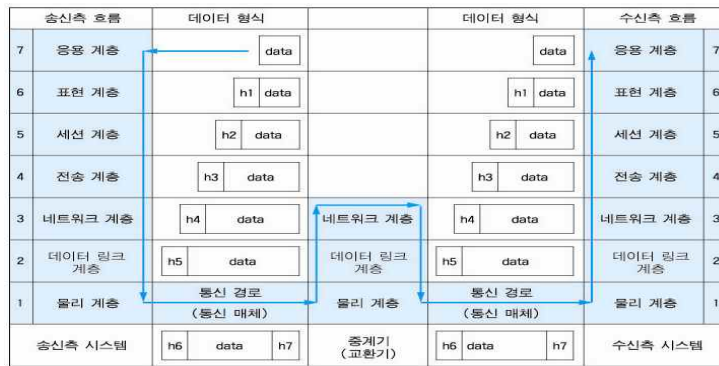 송신측 흐름 데이터 형식 데이터 형식 수신측 흐름
7 응용 계층 data data 응용 계층 7
6 표현 계층 h1 data h1 data 표현 계층 6
5 세션 계층 h2 data h2 data 세션 계층 5
4 전송 계층 h3 data h3 data 전송 계층 4
3 네트워크 계층 h4 data 네트워크 계층 h4 data 네트워크 계층 3
2 데이터 링크 계층 h5 data 데이터 링크 계층 h5 data 데이터 링크 계층 2
1 물리 계층 통신 경로 (통신 매체) 물리 계층 통신 경로 (통신 매체) 물리 계층 1
송신측 시스템 h6 data h7 중계기 (교환기) h6 data h7 수신측 시스템